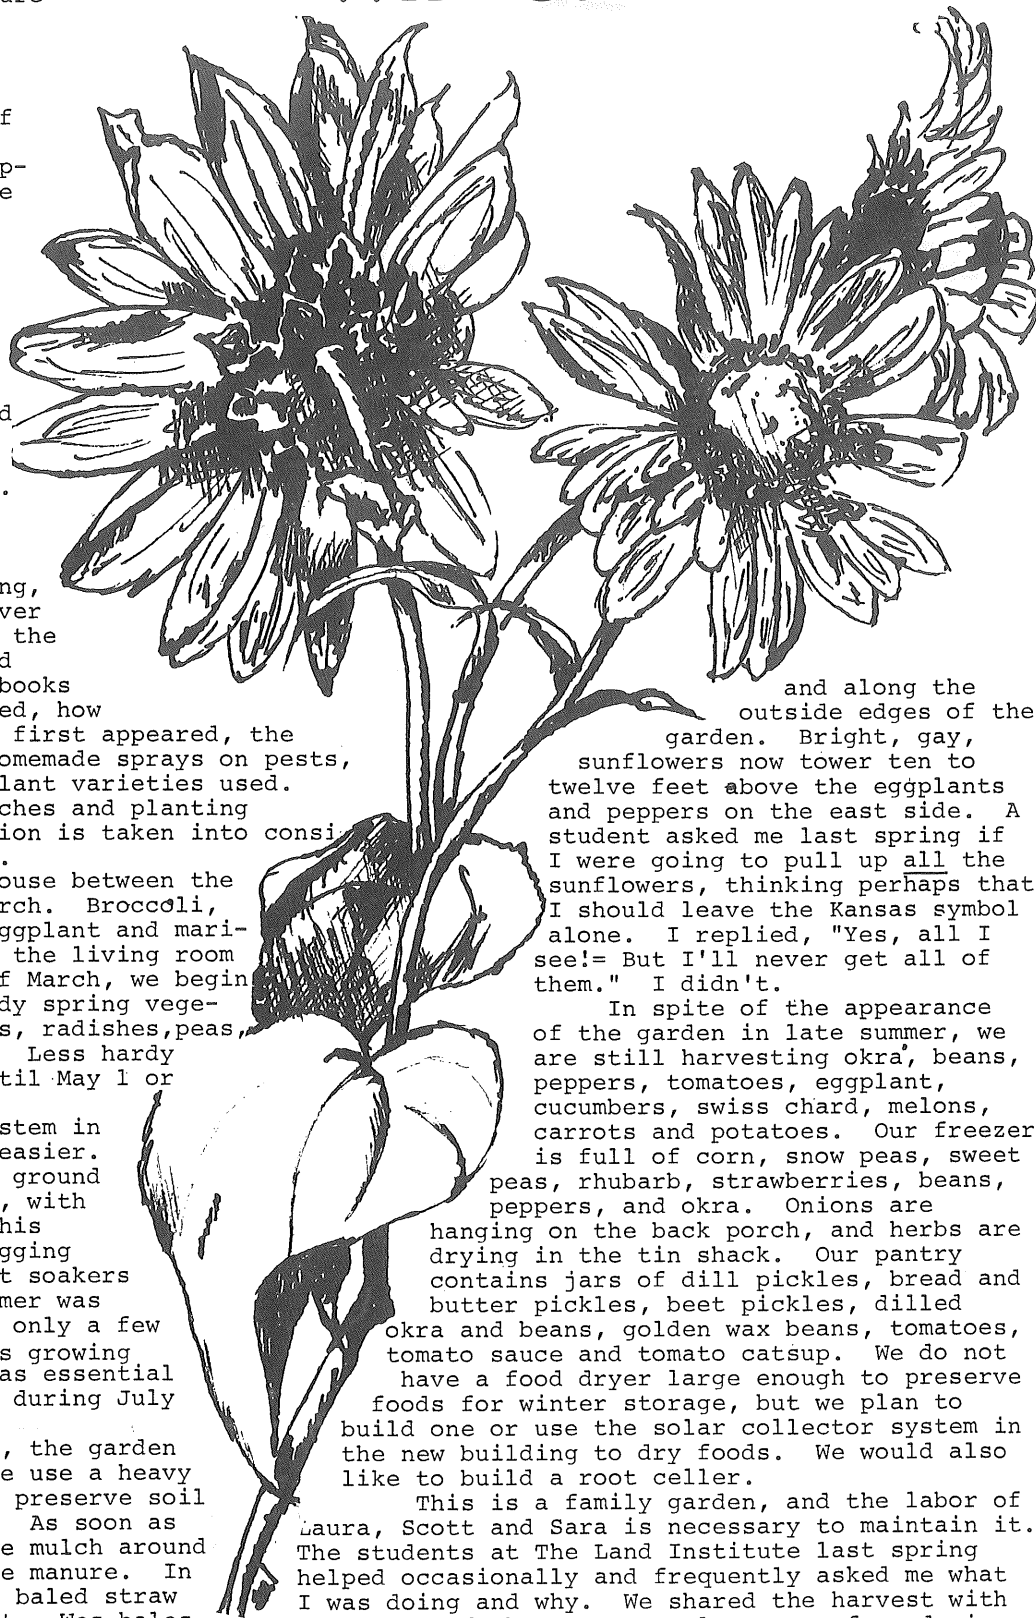 f
p-
e
d
.
ng,
ver
the
d
books
ed, how
first appeared, the
omemade sprays on pests,
lant varieties used.
ches and planting
ion is taken into consi
.
ouse between the
rch.  Broccoli,
ggplant and mari-
the living room
f March, we begin
dy spring vege-
s, radishes,peas,
Less hardy
til May 1 or
stem in
easier.
ground
, with
his
gging
t soakers
mer was
only a few
s growing
as essential
during July
, the garden
e use a heavy
preserve soil
As soon as
e mulch around
e manure.  In
baled straw
and along the
outside edges of the
garden.  Bright, gay,
sunflowers now tower ten to
twelve feet above the eggplants
and peppers on the east side.  A
student asked me last spring if
I were going to pull up all the
sunflowers, thinking perhaps that
I should leave the Kansas symbol
alone.  I replied, "Yes, all I
see!= But I'll never get all of
them."  I didn't.
In spite of the appearance
of the garden in late summer, we
are still harvesting okra, beans,
peppers, tomatoes, eggplant,
cucumbers, swiss chard, melons,
carrots and potatoes.  Our freezer
is full of corn, snow peas, sweet
peas, rhubarb, strawberries, beans,
peppers, and okra.  Onions are
hanging on the back porch, and herbs are
drying in the tin shack.  Our pantry
contains jars of dill pickles, bread and
butter pickles, beet pickles, dilled
okra and beans, golden wax beans, tomatoes,
tomato sauce and tomato catsup.  We do not
have a food dryer large enough to preserve
foods for winter storage, but we plan to
build one or use the solar collector system in
the new building to dry foods.  We would also
like to build a root celler.
This is a family garden, and the labor of
Laura, Scott and Sara is necessary to maintain it.
The students at The Land Institute last spring
helped occasionally and frequently asked me what
I was doing and why.  We shared the harvest with